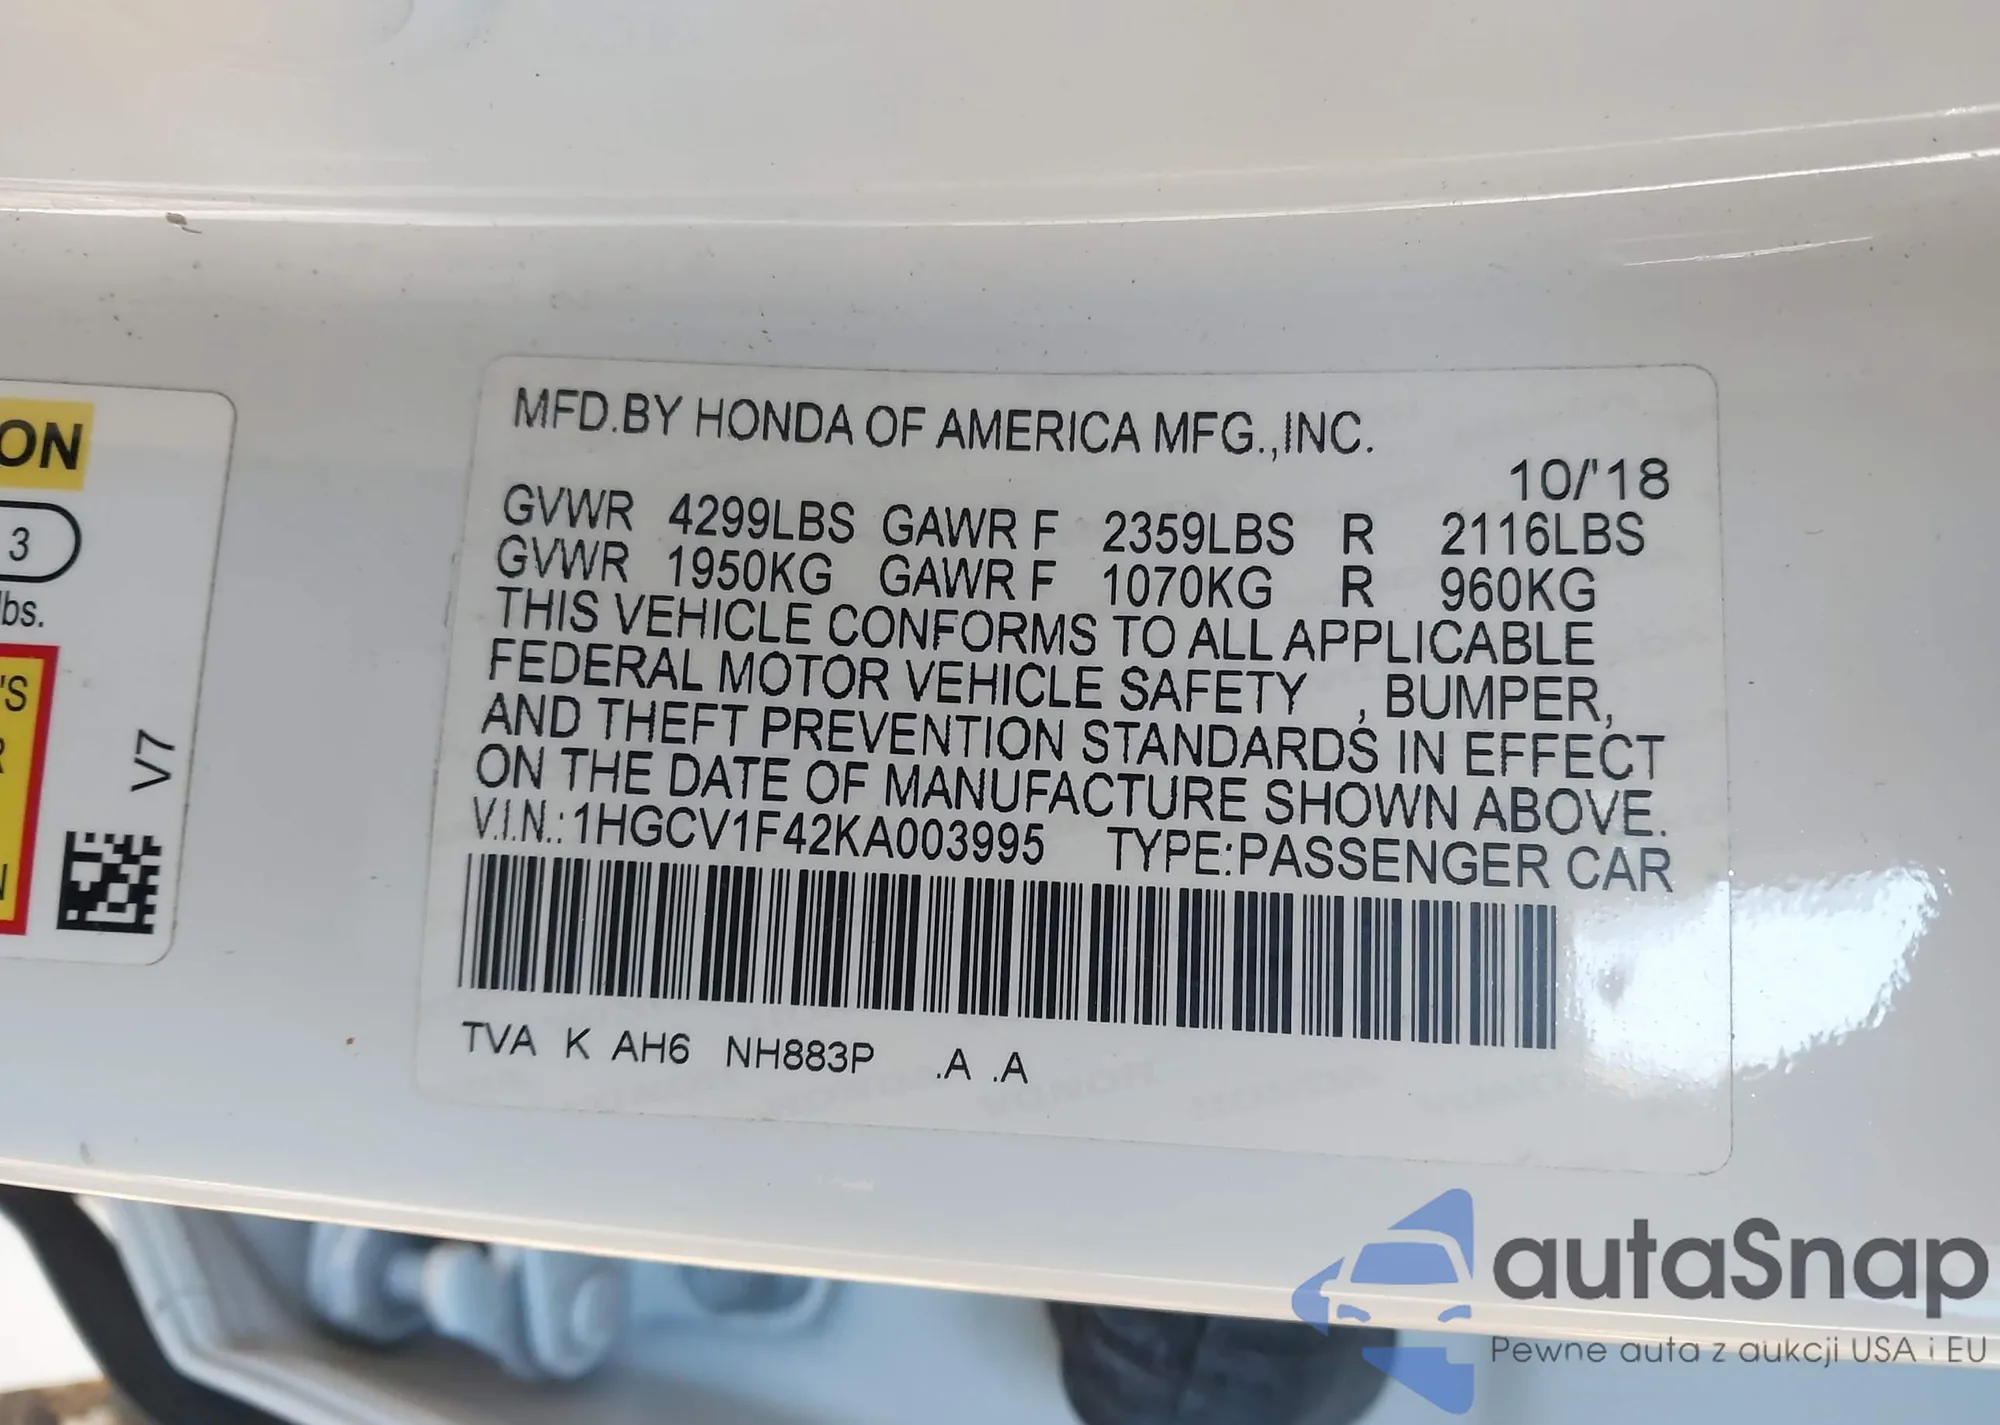 ON
3
lbs.
'S
R
N
V7
MFD.BY HONDA OF AMERICA MFG.,INC.
10/'18
GVWR 4299LBS GAWR F 2359LBS R 2116LBS
GVWR 1950KG GAWR F 1070KG R 960KG
THIS VEHICLE CONFORMS TO ALL APPLICABLE
FEDERAL MOTOR VEHICLE SAFETY , BUMPER,
AND THEFT PREVENTION STANDARDS IN EFFECT
ON THE DATE OF MANUFACTURE SHOWN ABOVE.
V.I.N.: 1HGCV1F42KA003995 TYPE:PASSENGER CAR
TVA K AH6 NH883P .A .A
autaSnap
Pewne auta z aukcji USA i EU